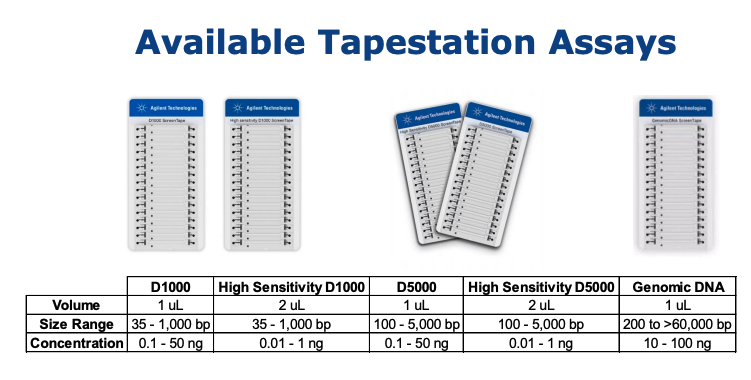 Available Tapestation Assays
Agilent Technologies
D1000 ScreenTape
Agilent Technologies
High sensitivity D1000 ScreenTape
Agilent Technologies
High Sensitivity D5000 ScreenTape
Agilent Technologies
ScreenTape
Agilent Technologies
GenomicDNA ScreenTape
D1000 High Sensitivity D1000 D5000 High Sensitivity D5000 Genomic DNA
Volume 1 uL 2 uL 1 uL 2 uL 1 uL
Size Range 35 - 1,000 bp 35 - 1,000 bp 100 - 5,000 bp 100 - 5,000 bp 200 to >60,000 bp
Concentration 0.1 - 50 ng 0.01 - 1 ng 0.1 - 50 ng 0.01 - 1 ng 10 - 100 ng